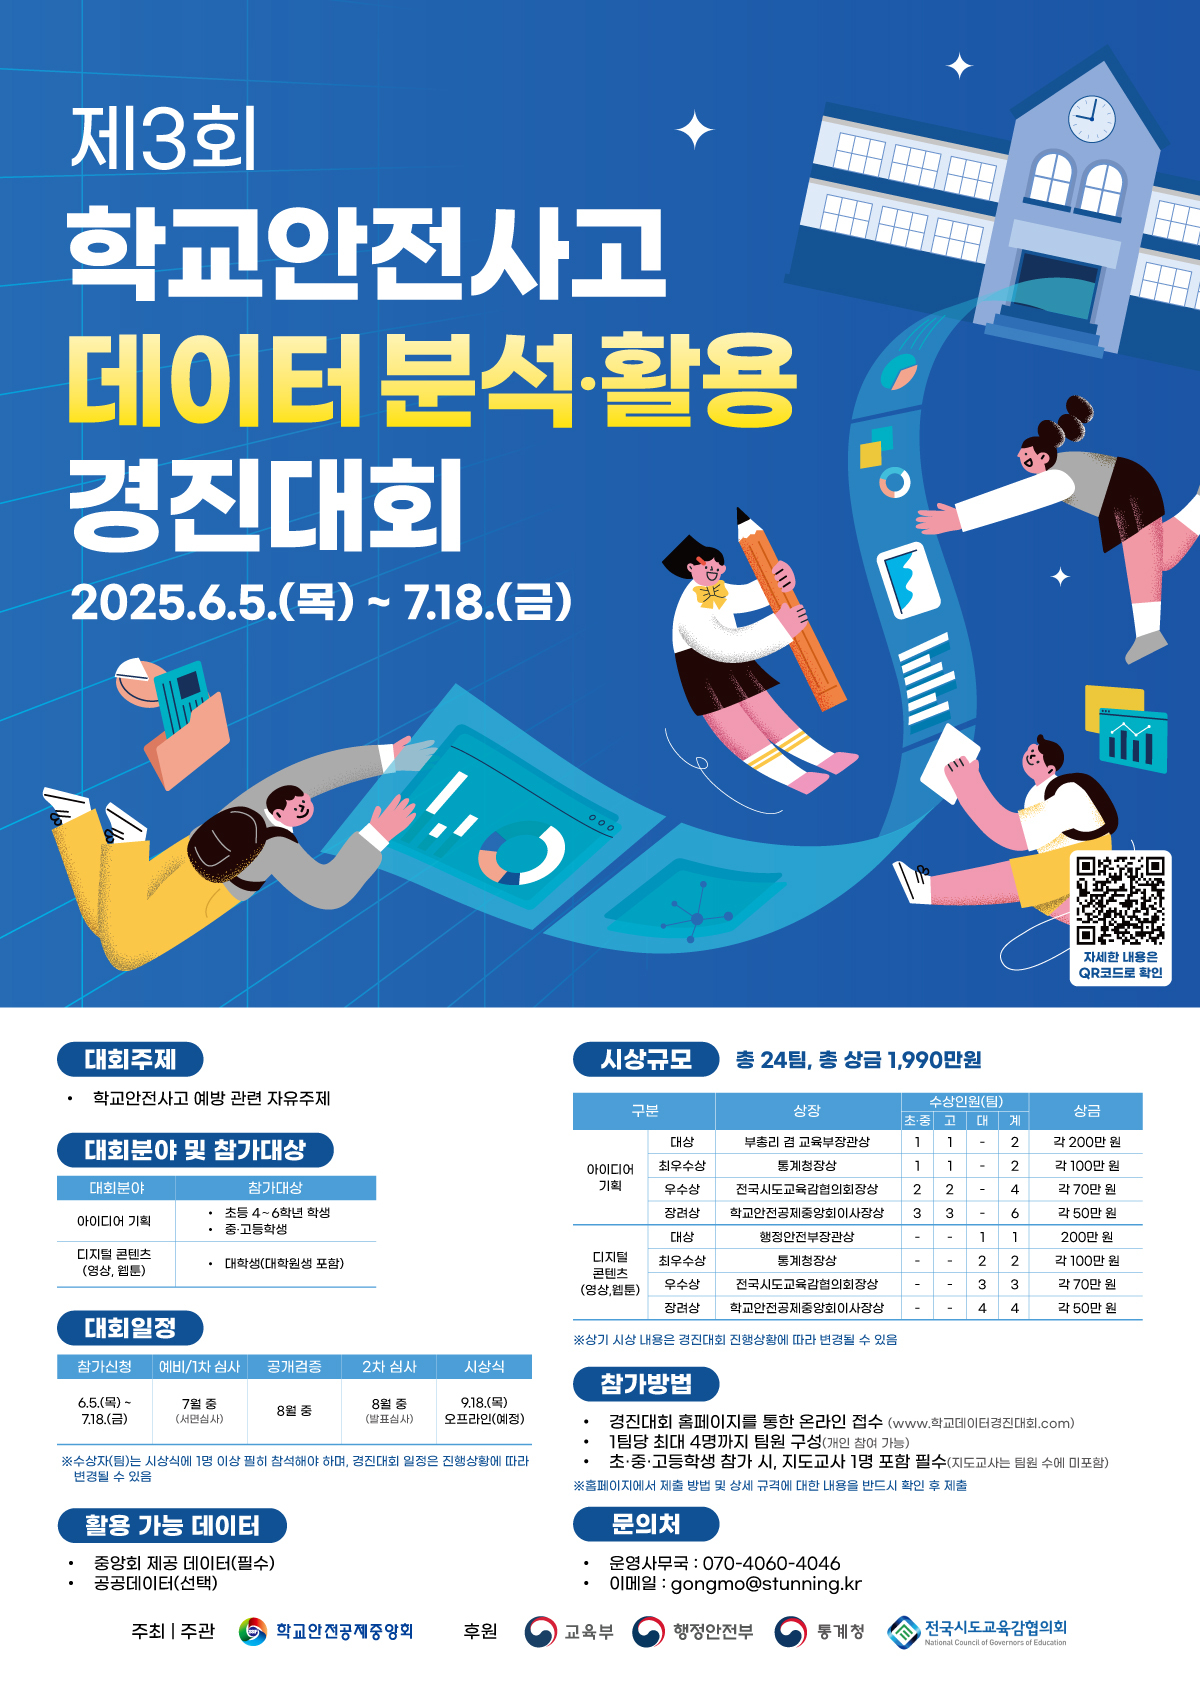 제3회
학교안전사고
데이터 분석·활용
경진대회
2025.6.5.(목) ~ 7.18.(금)
자세한 내용은
QR코드로 확인
대회주제
• 학교안전사고 예방 관련 자유주제
대회분야 및 참가대상
대회분야 참가대상
아이디어 기획
• 초등 4~6학년 학생
• 중·고등학생
디지털 콘텐츠
(영상, 웹툰)
• 대학생(대학원생 포함)
대회일정
참가신청 예비/1차 심사 공개검증 2차 심사 시상식
6.5.(목) ~
7.18.(금)
7월 중
(서면심사)
8월 중
8월 중
(발표심사)
9.18.(목)
오프라인(예정)
※수상자(팀)는 시상식에 1명 이상 필히 참석해야 하며, 경진대회 일정은 진행상황에 따라
변경될 수 있음
활용 가능 데이터
• 중앙회 제공 데이터(필수)
• 공공데이터(선택)
시상규모 총 24팀, 총 상금 1,990만원
구분 상장 수상인원(팀) 상금
초·중 고 대 계
아이디어
기획
대상 부총리 겸 교육부장관상 1 1 - 2 각 200만 원
최우수상 통계청장상 1 1 - 2 각 100만 원
우수상 전국시도교육감협의회장상 2 2 - 4 각 70만 원
장려상 학교안전공제중앙회이사장상 3 3 - 6 각 50만 원
디지털
콘텐츠
(영상,웹툰)
대상 행정안전부장관상 - - 1 1 200만 원
최우수상 통계청장상 - - 2 2 각 100만 원
우수상 전국시도교육감협의회장상 - - 3 3 각 70만 원
장려상 학교안전공제중앙회이사장상 - - 4 4 각 50만 원
※상기 시상 내용은 경진대회 진행상황에 따라 변경될 수 있음
참가방법
• 경진대회 홈페이지를 통한 온라인 접수 (www.학교데이터경진대회.com)
• 1팀당 최대 4명까지 팀원 구성(개인 참여 가능)
• 초·중·고등학생 참가 시, 지도교사 1명 포함 필수(지도교사는 팀원 수에 미포함)
※홈페이지에서 제출 방법 및 상세 규격에 대한 내용을 반드시 확인 후 제출
문의처
• 운영사무국 : 070-4060-4046
• 이메일 : gongmo@stunning.kr
주최 | 주관 학교안전공제중앙회 후원 교육부 행정안전부 통계청 전국시도교육감협의회
National Council of Governors of Education